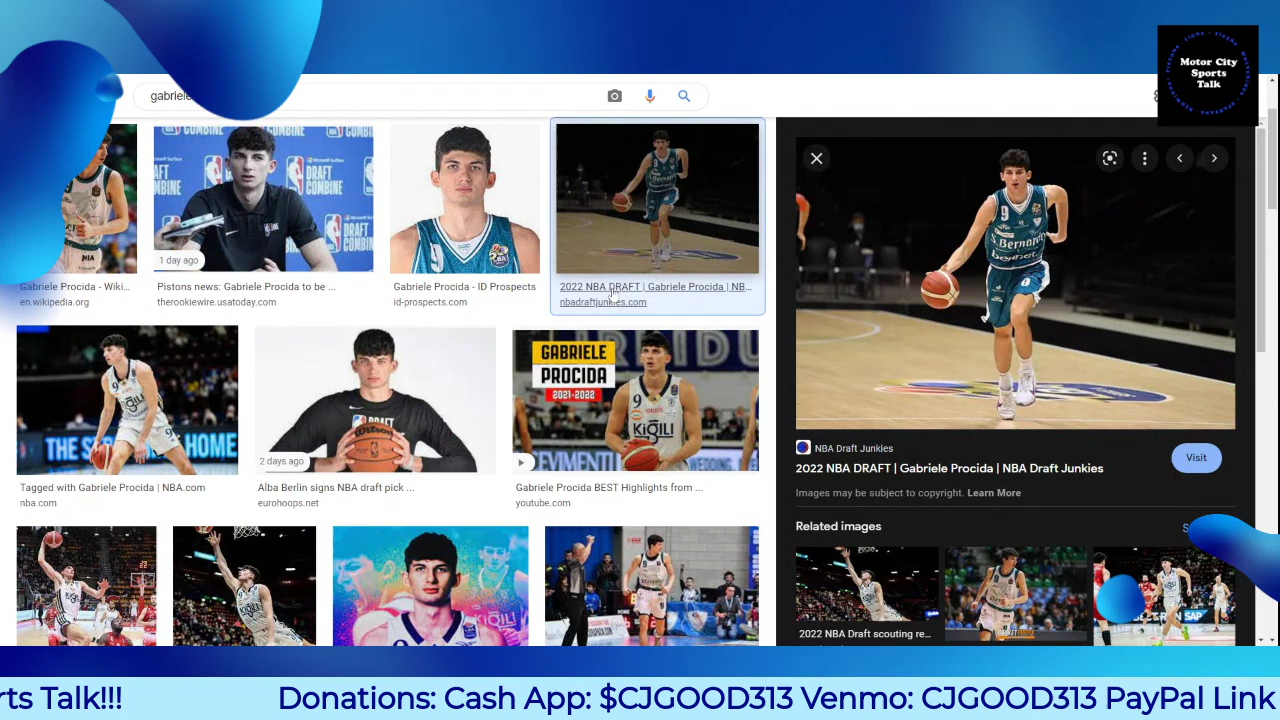 Motor City
Sports
Talk
gabriele
1 day ago
Gabriele Procida - Wiki...
en.wikipedia.org
Pistons news: Gabriele Procida to be ...
therookiewire.usatoday.com
Gabriele Procida - ID Prospects
id-prospects.com
2022 NBA DRAFT | Gabriele Procida | NB...
nbadraftjunkies.com
THE S
HOME
2 days ago
GABRIELE
PROCIDA
2021-2022
Tagged with Gabriele Procida | NBA.com
nba.com
Alba Berlin signs NBA draft pick ...
eurohoops.net
Gabriele Procida BEST Highlights from ...
youtube.com
NBA Draft Junkies
2022 NBA DRAFT | Gabriele Procida | NBA Draft Junkies
Visit
Images may be subject to copyright. Learn More
Related images
2022 NBA Draft scouting re...
rts Talk!!! Donations: Cash App: $CJGOOD313 Venmo: CJGOOD313 PayPal Link